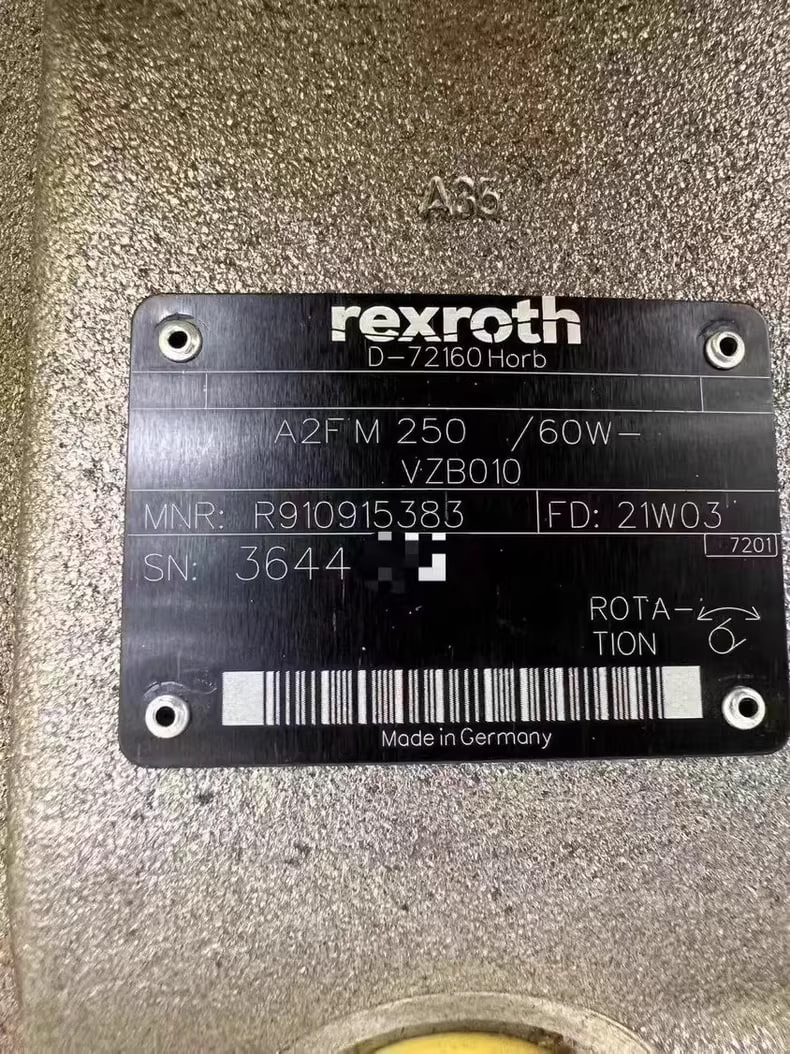 A35
rexroth
D-72160 Horb
A2FM 250 /60W-
VZB010
MNR: R910915383 FD: 21W03
7201
SN: 3644
ROTA-
TION
Made in Germany